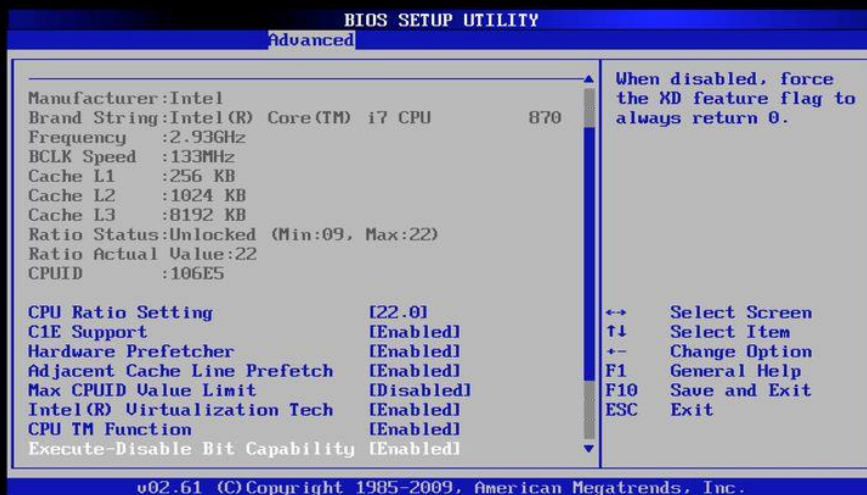 BIOS SETUP UTILITY
Advanced
Manufacturer:Intel
Brand String:Intel(R) Core(TM) i7 CPU 870
Frequency :2.93GHz
BCLK Speed :133MHz
Cache L1 :256 KB
Cache L2 :1024 KB
Cache L3 :8192 KB
Ratio Status:Unlocked (Min:09, Max:22)
Ratio Actual Value:22
CPUID :106E5
CPU Ratio Setting [22.0]
C1E Support [Enabled]
Hardware Prefetcher [Enabled]
Adjacent Cache Line Prefetch [Enabled]
Max CPUID Value Limit [Disabled]
Intel(R) Virtualization Tech [Enabled]
CPU TM Function [Enabled]
Execute-Disable Bit Capability [Enabled]
When disabled, force
the XD feature flag to
always return 0.
↔ Select Screen
↑↓ Select Item
+- Change Option
F1 General Help
F10 Save and Exit
ESC Exit
v02.61 (C)Copyright 1985-2009, American Megatrends, Inc.